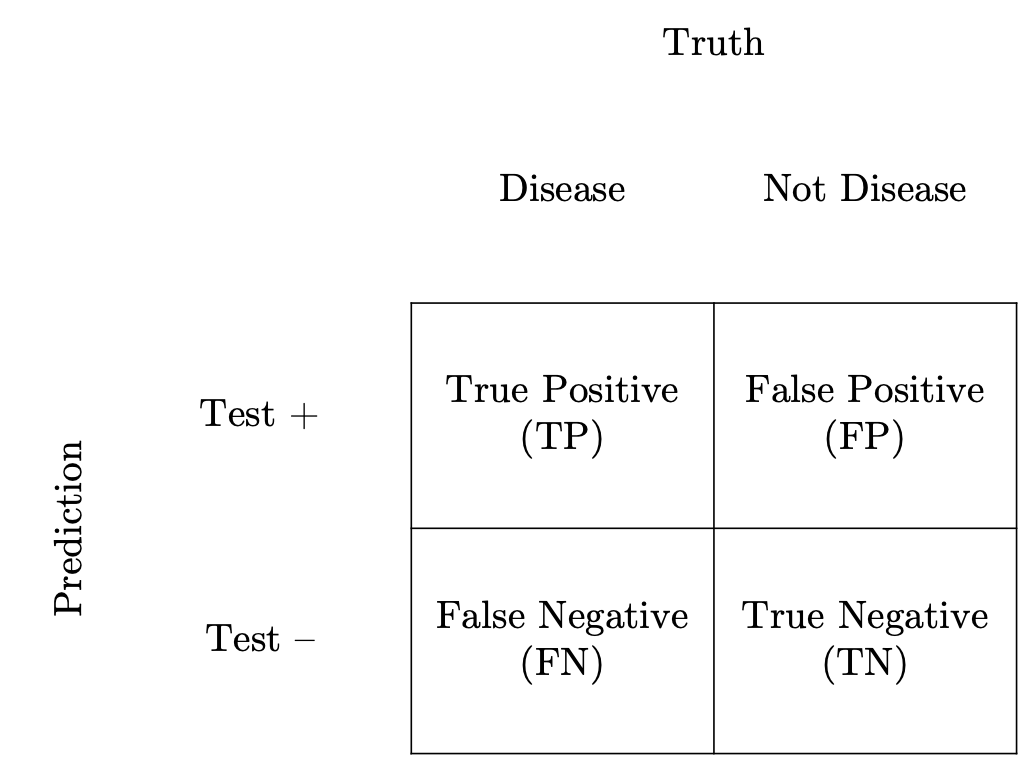 Truth
Disease Not Disease
Test +
True Positive
(TP)
False Positive
(FP)
Prediction
Test –
False Negative
(FN)
True Negative
(TN)